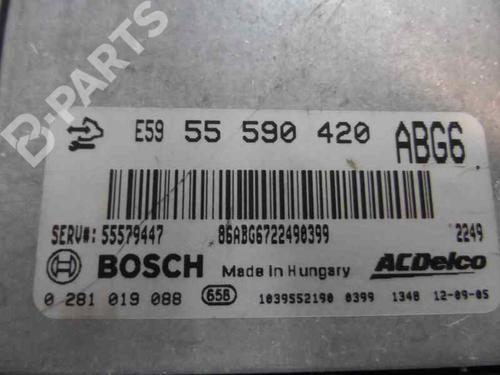 B-PARTS
E59 55 590 420 ABG6
SERV#: 55579447 86ABG6722490399 2249
BOSCH Made in Hungary ACDelco
0 281 019 088 656 1039552190 0399 1348 12-09-05